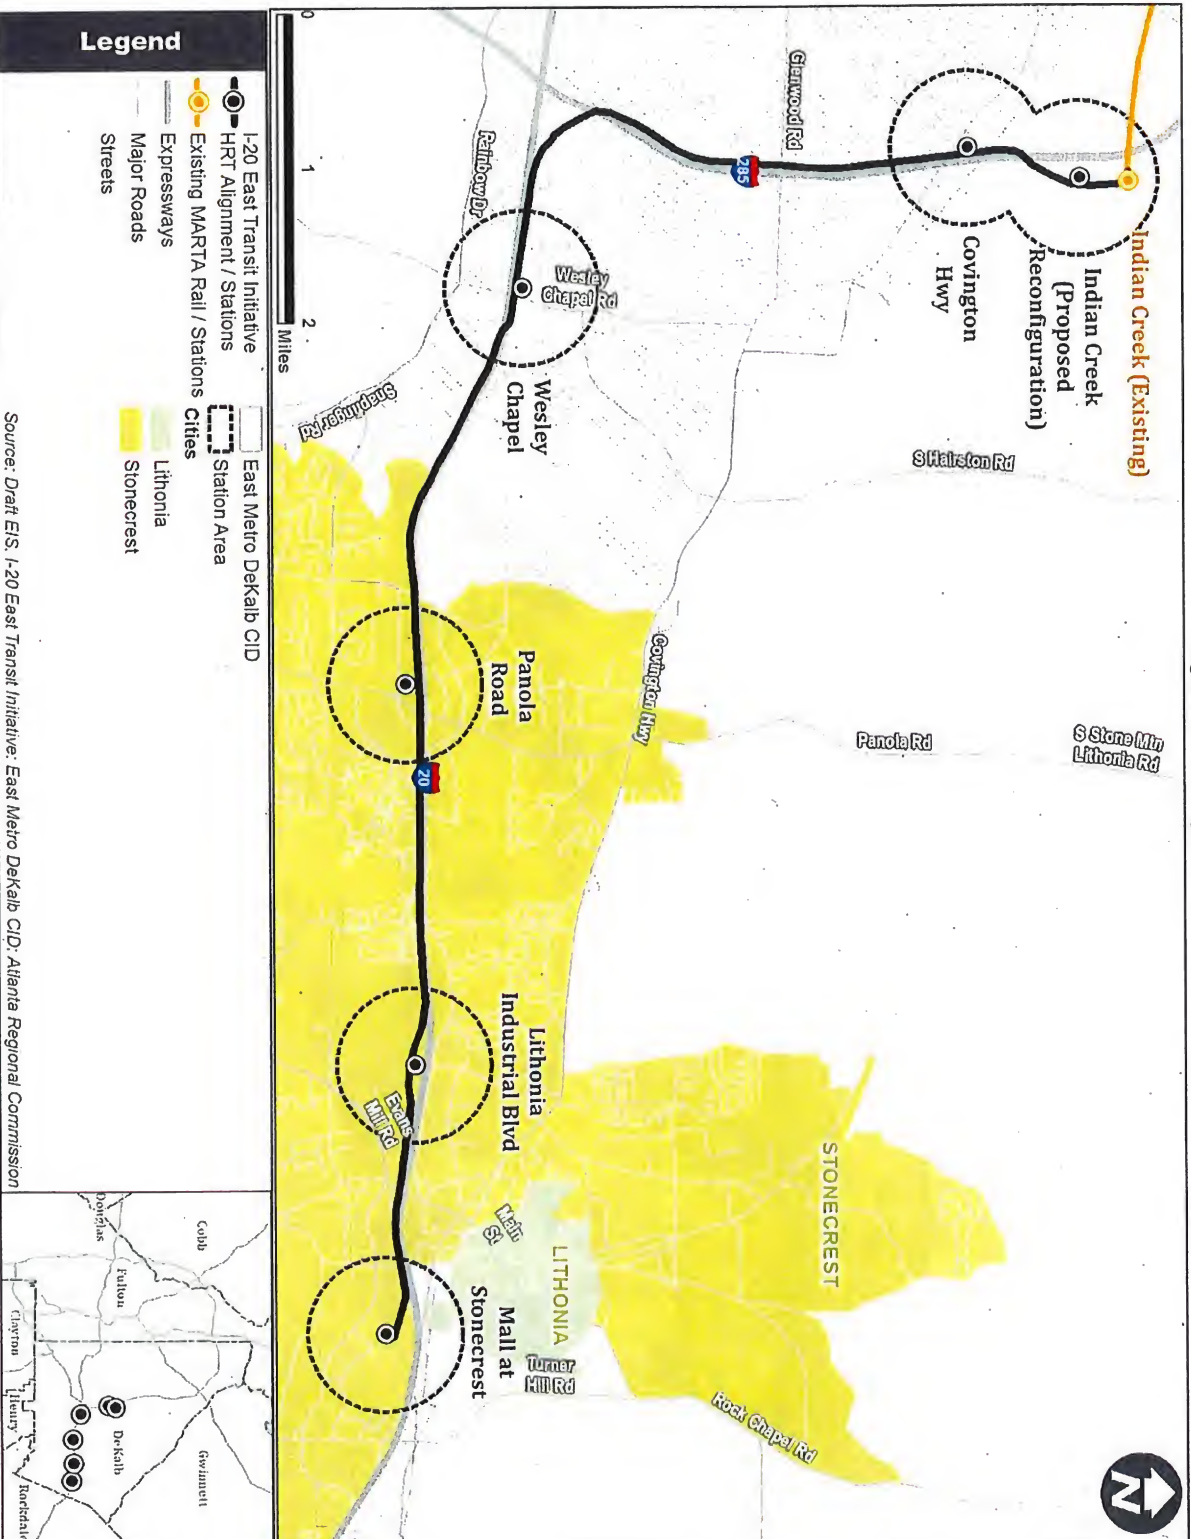 Indian Creek (Existing)
Indian Creek
(Proposed
Reconfiguration)
Covington
Hwy
Glenwood Rd
285
S Hairston Rd
S Stone Mtn
Lithonia Rd
Panola Rd
Covington Hwy
Wesley
Chapel Rd
Wesley
Chapel
Rainbow Dr
Snapfinger Rd
Panola
Road
20
Lithonia
Industrial Blvd
Evans
Mill Rd
STONECREST
LITHONIA
Main
St
Mall at
Stonecrest
Turner
Hill Rd
Rock Chapel Rd
N
0
1
2
Miles
Legend
I-20 East Transit Initiative
HRT Alignment / Stations
Existing MARTA Rail / Stations
Expressways
Major Roads
Streets
East Metro DeKalb CID
Station Area
Cities
Lithonia
Stonecrest
Cobb
Gwinnett
Douglas
Fulton
DeKalb
Clayton
Henry
Rockdale
Source: Draft EIS, I-20 East Transit Initiative; East Metro DeKalb CID; Atlanta Regional Commission